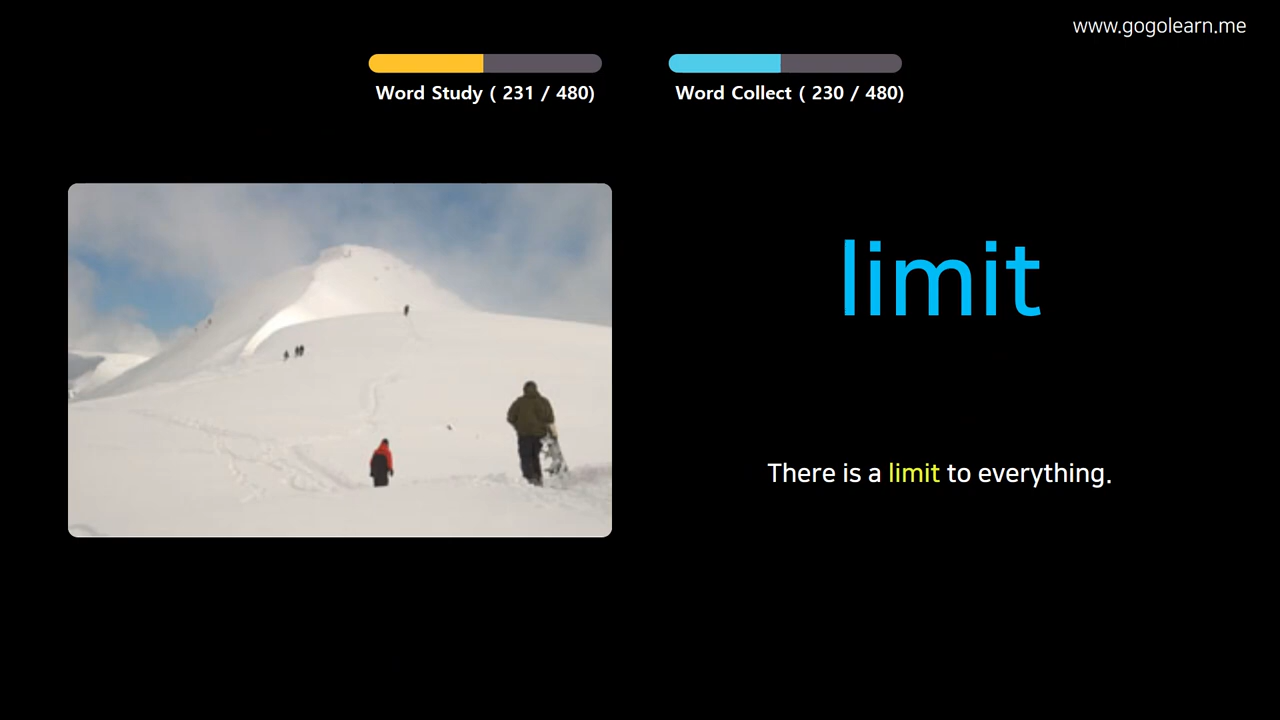 www.gogolearn.me
Word Study ( 231 / 480)
Word Collect ( 230 / 480)
limit
There is a limit to everything.